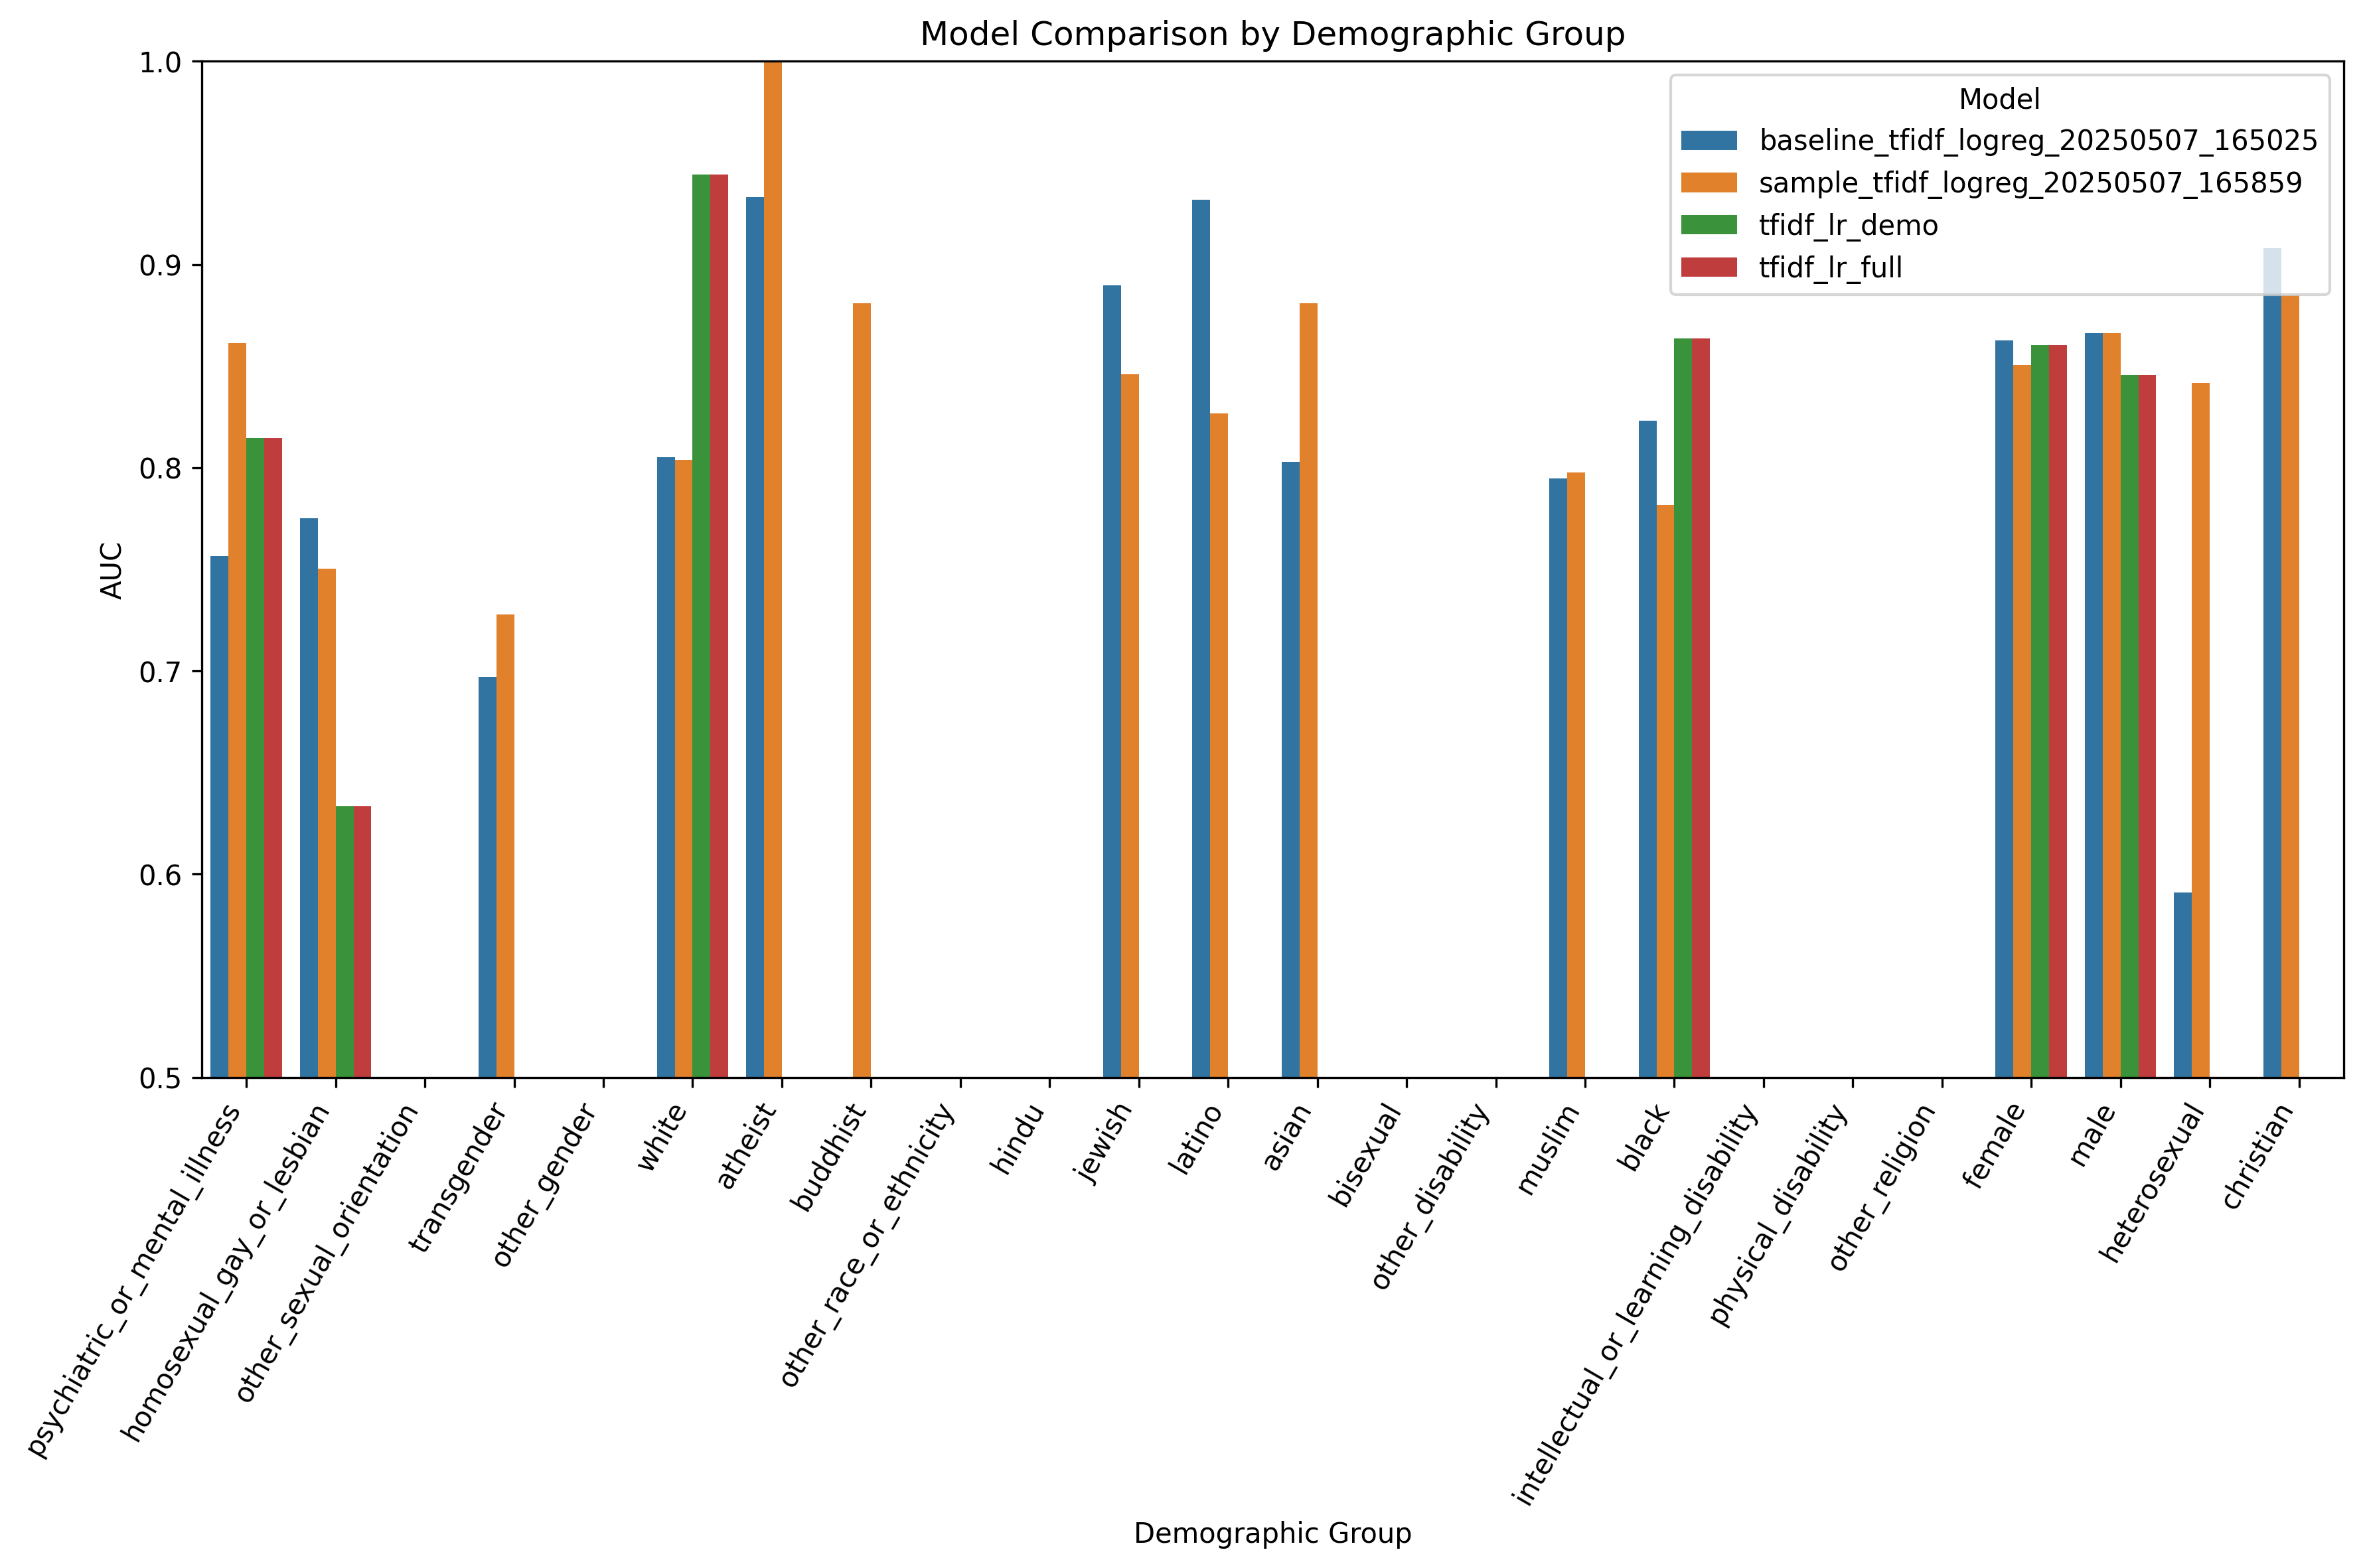 Model Comparison by Demographic Group
Model
baseline_tfidf_logreg_20250507_165025
sample_tfidf_logreg_20250507_165859
tfidf_lr_demo
tfidf_lr_full
AUC
1.0
0.9
0.8
0.7
0.6
0.5
psychiatric_or_mental_illness
homosexual_gay_or_lesbian
other_sexual_orientation
transgender
other_gender
white
atheist
buddhist
other_race_or_ethnicity
hindu
jewish
latino
asian
bisexual
other_disability
muslim
black
intellectual_or_learning_disability
physical_disability
other_religion
female
male
heterosexual
christian
Demographic Group